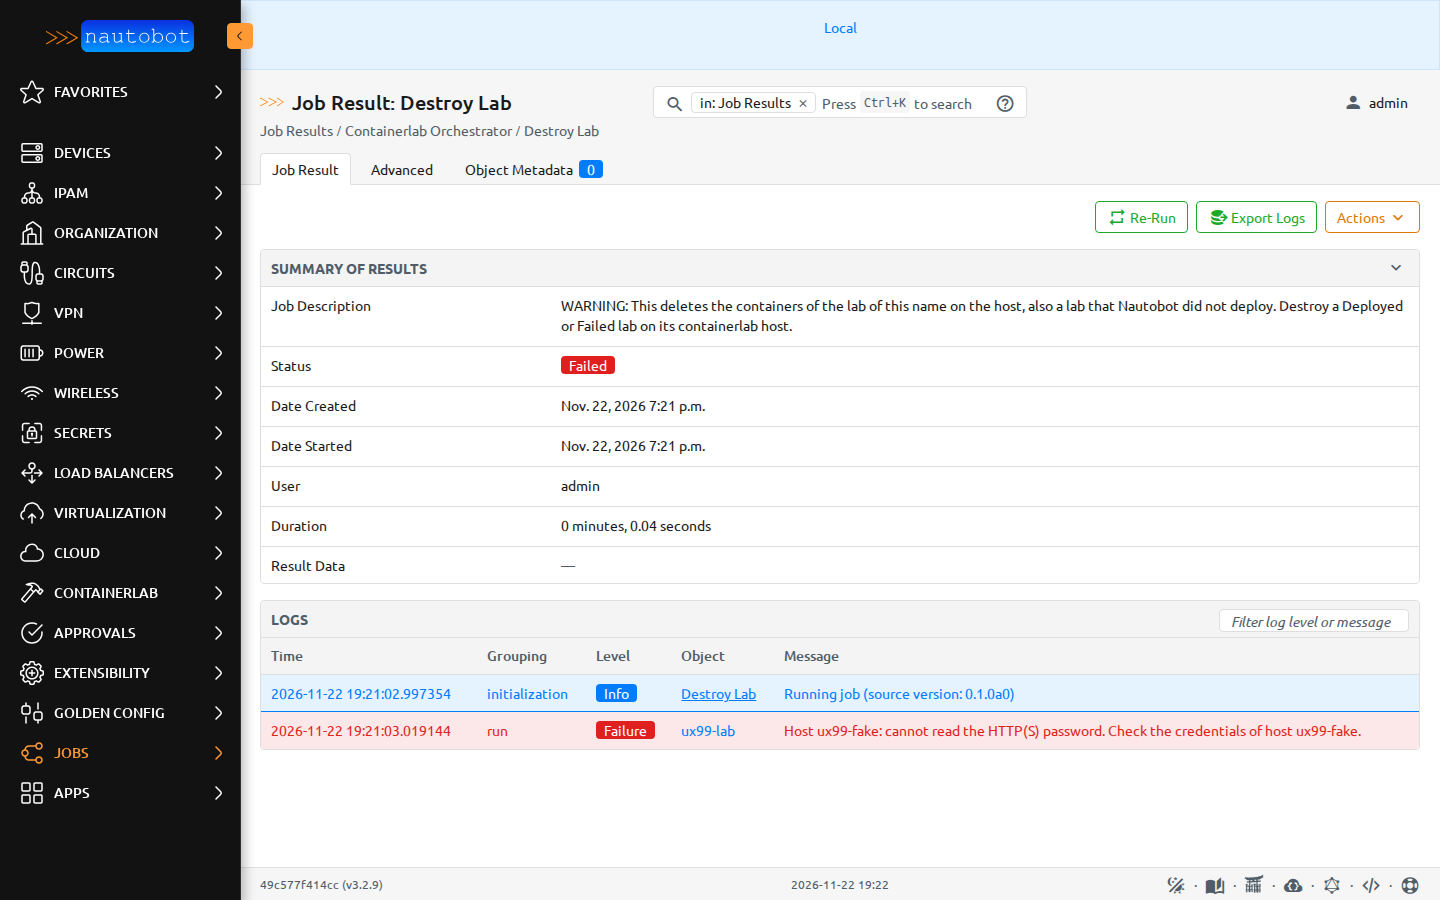 nautobot
FAVORITES
DEVICES
IPAM
ORGANIZATION
CIRCUITS
VPN
POWER
WIRELESS
SECRETS
LOAD BALANCERS
VIRTUALIZATION
CLOUD
CONTAINERLAB
APPROVALS
EXTENSIBILITY
GOLDEN CONFIG
JOBS
APPS
Local
Job Result: Destroy Lab
in: Job Results × Press Ctrl+K to search
admin
Job Results / Containerlab Orchestrator / Destroy Lab
Job Result Advanced Object Metadata 0
Re-Run Export Logs Actions
SUMMARY OF RESULTS
Job Description WARNING: This deletes the containers of the lab of this name on the host, also a lab that Nautobot did not deploy. Destroy a Deployed
or Failed lab on its containerlab host.
Status Failed
Date Created Nov. 22, 2026 7:21 p.m.
Date Started Nov. 22, 2026 7:21 p.m.
User admin
Duration 0 minutes, 0.04 seconds
Result Data —
LOGS Filter log level or message
Time Grouping Level Object Message
2026-11-22 19:21:02.997354 initialization Info Destroy Lab Running job (source version: 0.1.0a0)
2026-11-22 19:21:03.019144 run Failure ux99-lab Host ux99-fake: cannot read the HTTP(S) password. Check the credentials of host ux99-fake.
49c577f414cc (v3.2.9) 2026-11-22 19:22